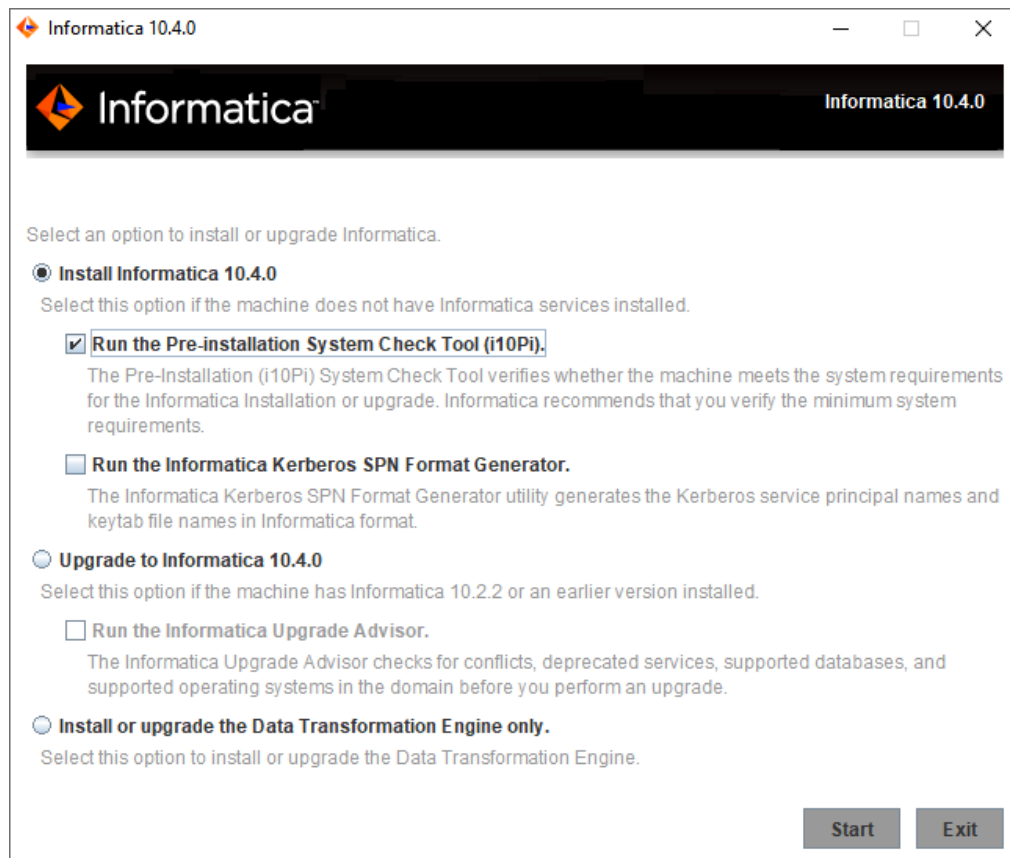 Informatica 10.4.0
Informatica
Informatica 10.4.0
Select an option to install or upgrade Informatica.
Install Informatica 10.4.0
Select this option if the machine does not have Informatica services installed.
Run the Pre-installation System Check Tool (i10Pi).
The Pre-Installation (i10Pi) System Check Tool verifies whether the machine meets the system requirements
for the Informatica Installation or upgrade. Informatica recommends that you verify the minimum system
requirements.
Run the Informatica Kerberos SPN Format Generator.
The Informatica Kerberos SPN Format Generator utility generates the Kerberos service principal names and
keytab file names in Informatica format.
Upgrade to Informatica 10.4.0
Select this option if the machine has Informatica 10.2.2 or an earlier version installed.
Run the Informatica Upgrade Advisor.
The Informatica Upgrade Advisor checks for conflicts, deprecated services, supported databases, and
supported operating systems in the domain before you perform an upgrade.
Install or upgrade the Data Transformation Engine only.
Select this option to install or upgrade the Data Transformation Engine.
Start Exit